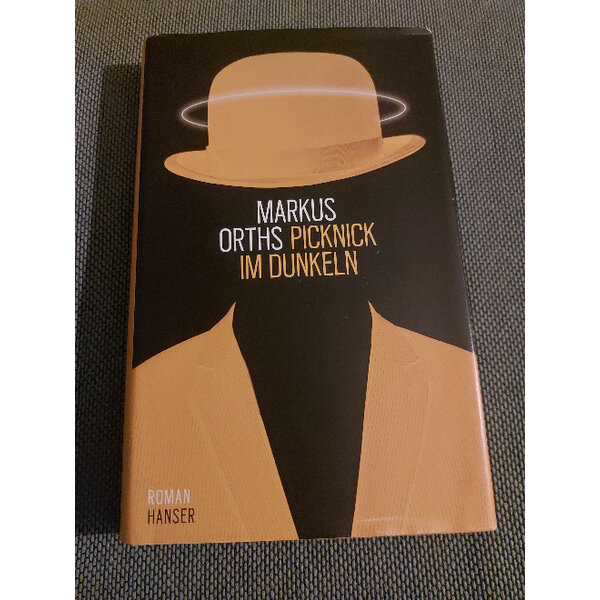 MARKUS
ORTHS PICKNICK
IM DUNKELN
ROMAN
HANSER